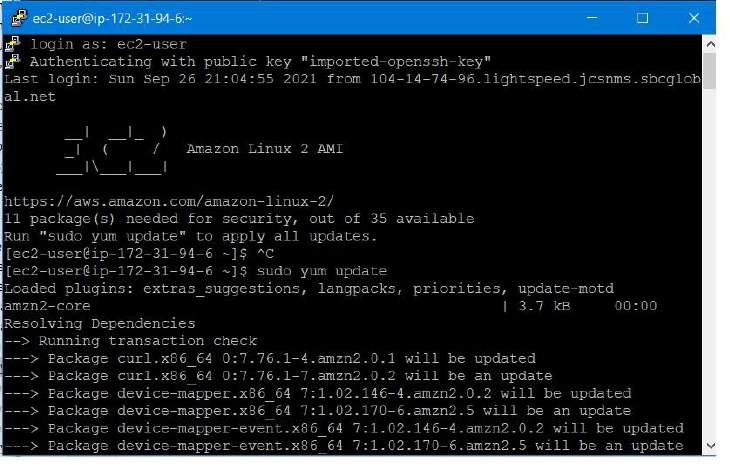 ec2-user@ip-172-31-94-6:~
login as: ec2-user
Authenticating with public key "imported-openssh-key"
Last login: Sun Sep 26 21:04:55 2021 from 104-14-74-96.lightspeed.jcsnms.sbcglob
al.net
__|  __|_  )
_|  (     /   Amazon Linux 2 AMI
___|\___|___|
https://aws.amazon.com/amazon-linux-2/
11 package(s) needed for security, out of 35 available
Run "sudo yum update" to apply all updates.
[ec2-user@ip-172-31-94-6 ~]$ ^C
[ec2-user@ip-172-31-94-6 ~]$ sudo yum update
Loaded plugins: extras_suggestions, langpacks, priorities, update-motd
amzn2-core | 3.7 kB 00:00
Resolving Dependencies
--> Running transaction check
---> Package curl.x86_64 0:7.76.1-4.amzn2.0.1 will be updated
---> Package curl.x86_64 0:7.76.1-7.amzn2.0.2 will be an update
---> Package device-mapper.x86_64 7:1.02.146-4.amzn2.0.2 will be updated
---> Package device-mapper.x86_64 7:1.02.170-6.amzn2.5 will be an update
---> Package device-mapper-event.x86_64 7:1.02.146-4.amzn2.0.2 will be updated
---> Package device-mapper-event.x86_64 7:1.02.170-6.amzn2.5 will be an update